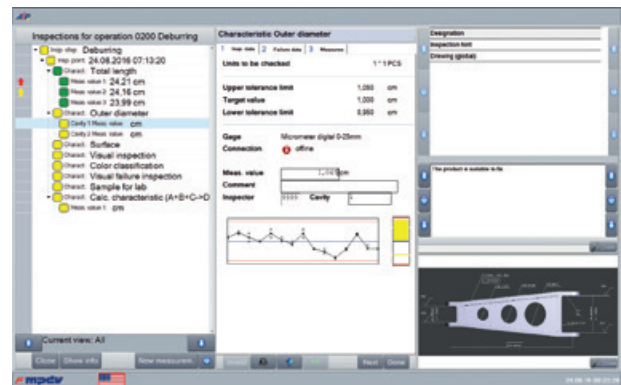 Inspections for operation 0200 Deburring
Insp. step Deburring
Insp. point 24.08.2016 07:13:20
Charact. Total length
Meas. value 1 24,21 cm
Meas. value 2 24,16 cm
Meas. value 3 23,99 cm
Charact. Outer diameter
Cavity 1 Meas. value cm
Cavity 2 Meas. value cm
Charact. Surface
Charact. Visual inspection
Charact. Color classification
Charact. Visual failure inspection
Charact. Sample for lab
Charact. Calc. characteristic (A+B+C->D
Meas. value 1 cm
Current view: All
Close Show info New measurem.
Characteristic Outer diameter
1 Insp. data 2 Failure data 3 Measures
Units to be checked 1 * 1 PCS
Upper tolerance limit 1,050 cm
Target value 1,000 cm
Lower tolerance limit 0,950 cm
Gage Micrometer digital 0-25mm
Connection offline
Meas. value cm
Comment
Inspector 9999 Cavity 1
Next Done
Designation
Inspection hint
Drawing (global)
The product is suitable to fix
mpdv